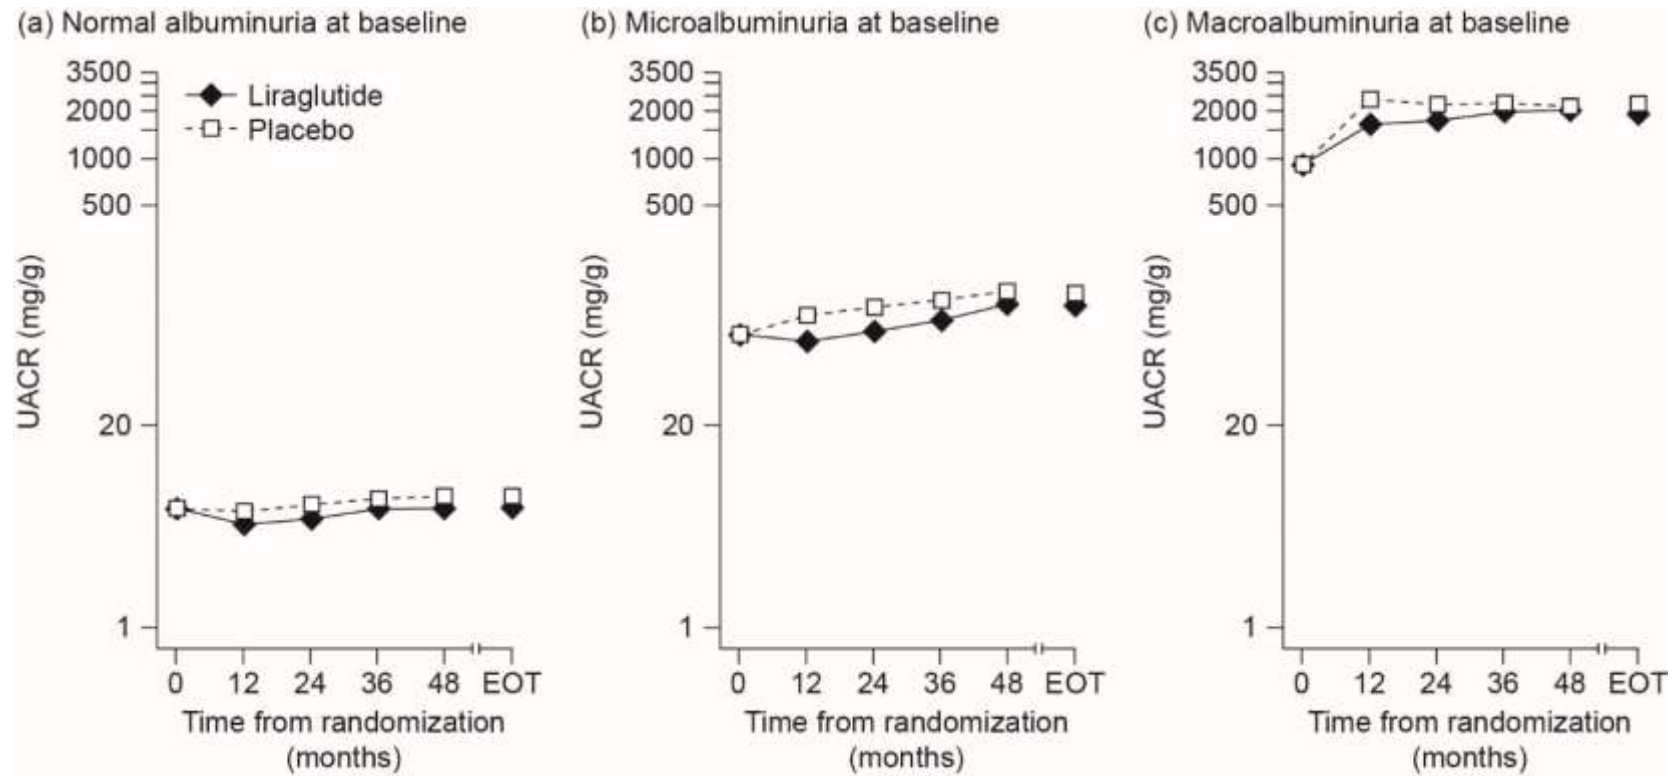 (a) Normal albuminuria at baseline
3500
2000
1000
500
20
1
UACR (mg/g)
Liraglutide
Placebo
0 12 24 36 48 EOT
Time from randomization
(months)
(b) Microalbuminuria at baseline
3500
2000
1000
500
20
1
UACR (mg/g)
0 12 24 36 48 EOT
Time from randomization
(months)
(c) Macroalbuminuria at baseline
3500
2000
1000
500
20
1
UACR (mg/g)
0 12 24 36 48 EOT
Time from randomization
(months)